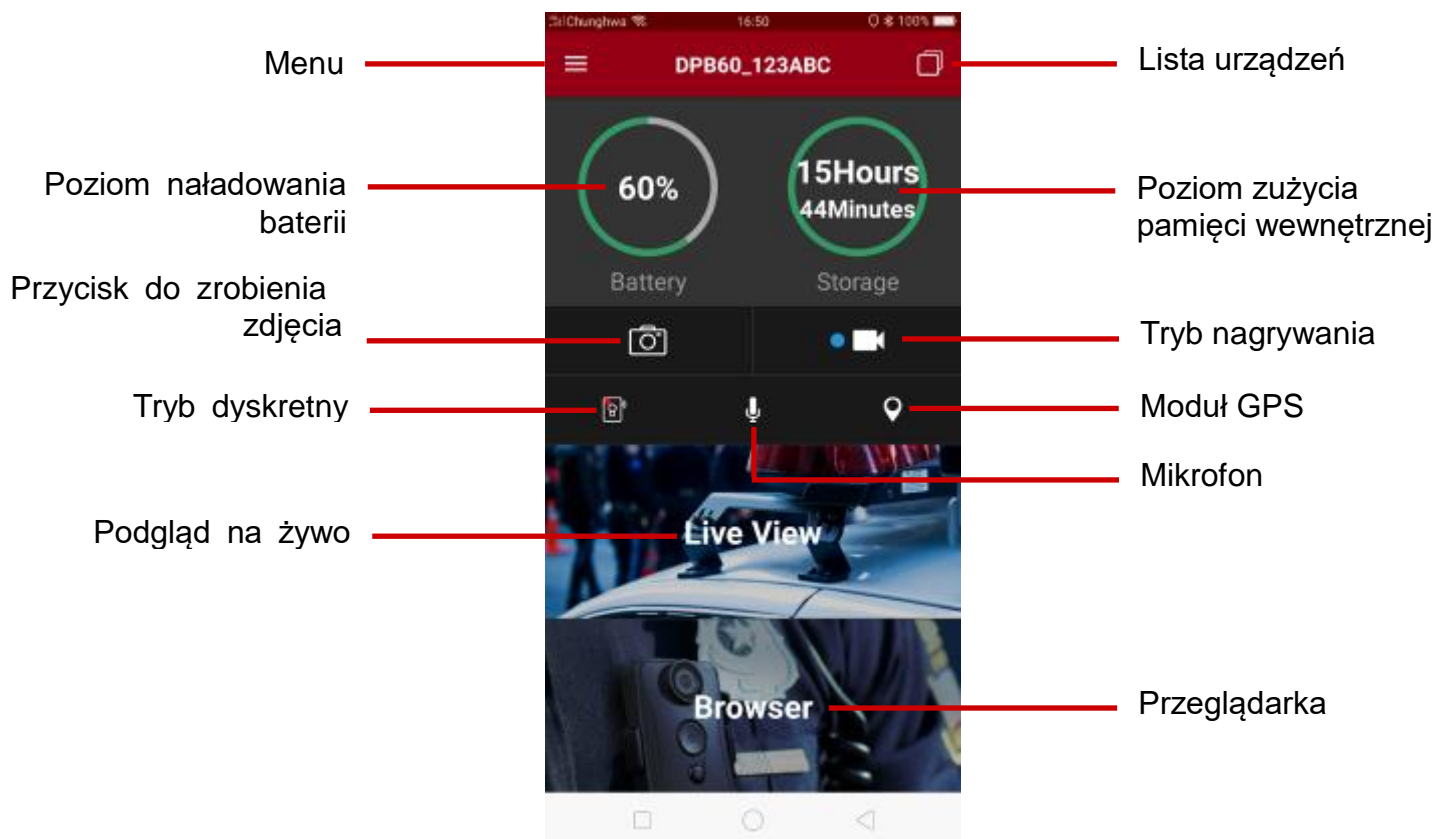 Chunghwa 16:50 100%
Menu
DPB60_123ABC
Lista urządzeń
Poziom naładowania
baterii
60%
15Hours
44Minutes
Poziom zużycia
pamięci wewnętrznej
Battery
Storage
Przycisk do zrobienia
zdjęcia
Tryb nagrywania
Tryb dyskretny
Moduł GPS
Mikrofon
Podgląd na żywo
Live View
Browser
Przeglądarka